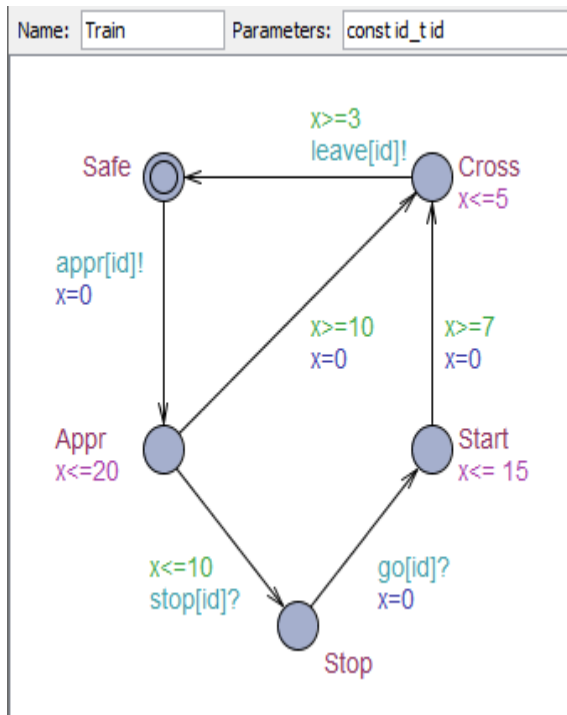 Name: Train Parameters: const id_t id
x>=3
leave[id]!
Safe
Cross
x<=5
appr[id]!
x=0
x>=10
x=0
x>=7
x=0
Appr
x<=20
Start
x<= 15
x<=10
stop[id]?
go[id]?
x=0
Stop